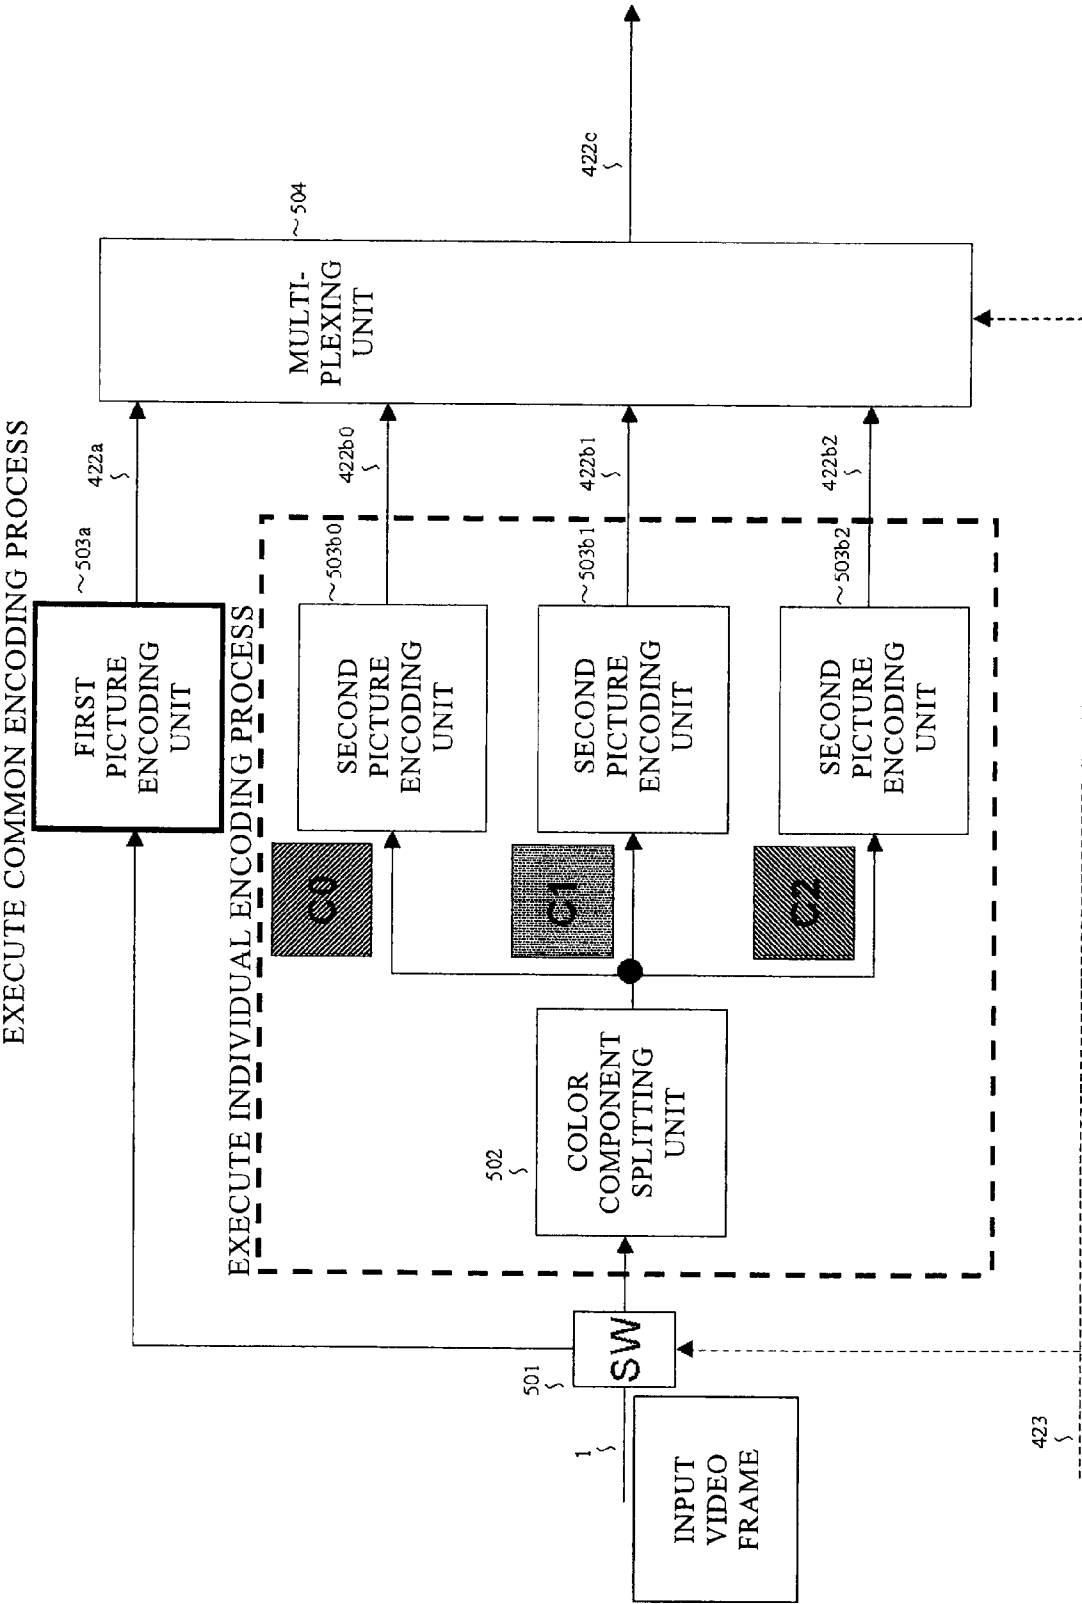 EXECUTE COMMON ENCODING PROCESS
FIRST
PICTURE
ENCODING
UNIT
503a
422a
EXECUTE INDIVIDUAL ENCODING PROCESS
INPUT
VIDEO
FRAME
1
501
SW
502
COLOR
COMPONENT
SPLITTING
UNIT
C0
SECOND
PICTURE
ENCODING
UNIT
503b0
422b0
C1
SECOND
PICTURE
ENCODING
UNIT
503b1
422b1
C2
SECOND
PICTURE
ENCODING
UNIT
503b2
422b2
MULTI-
PLEXING
UNIT
504
422c
423